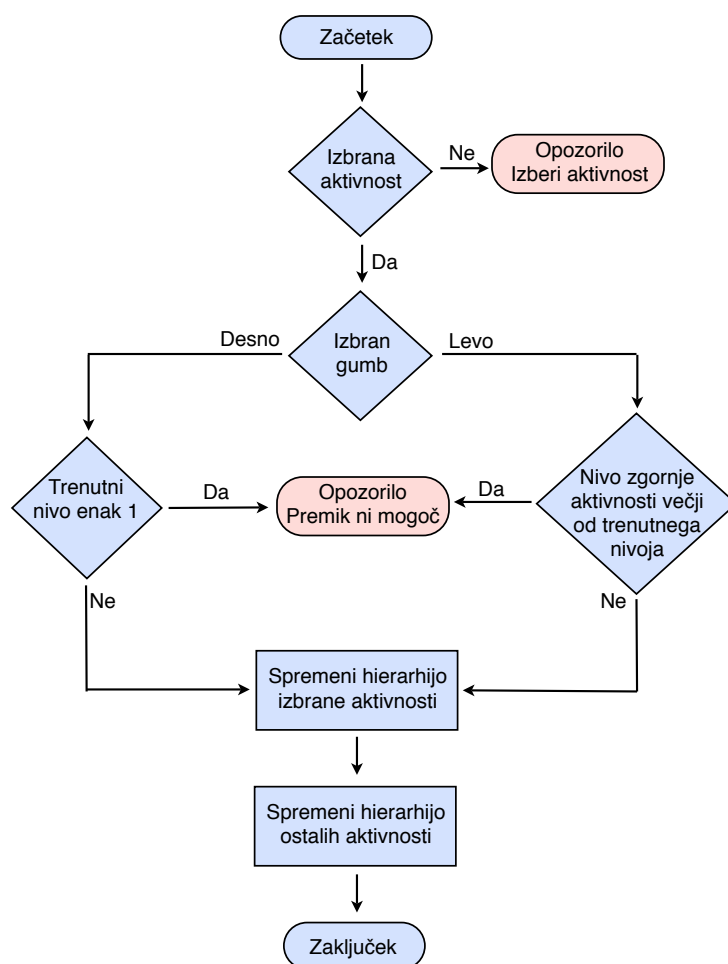 Začetek
Izbrana
aktivnost
Ne
Opozorilo
Izberi aktivnost
Da
Desno
Izbran
gumb
Levo
Trenutni
nivo enak 1
Da
Opozorilo
Premik ni mogoč
Da
Nivo zgornje
aktivnosti večji
od trenutnega
nivoja
Ne
Ne
Spremeni hierarhijo
izbrane aktivnosti
Spremeni hierarhijo
ostalih aktivnosti
Zaključek